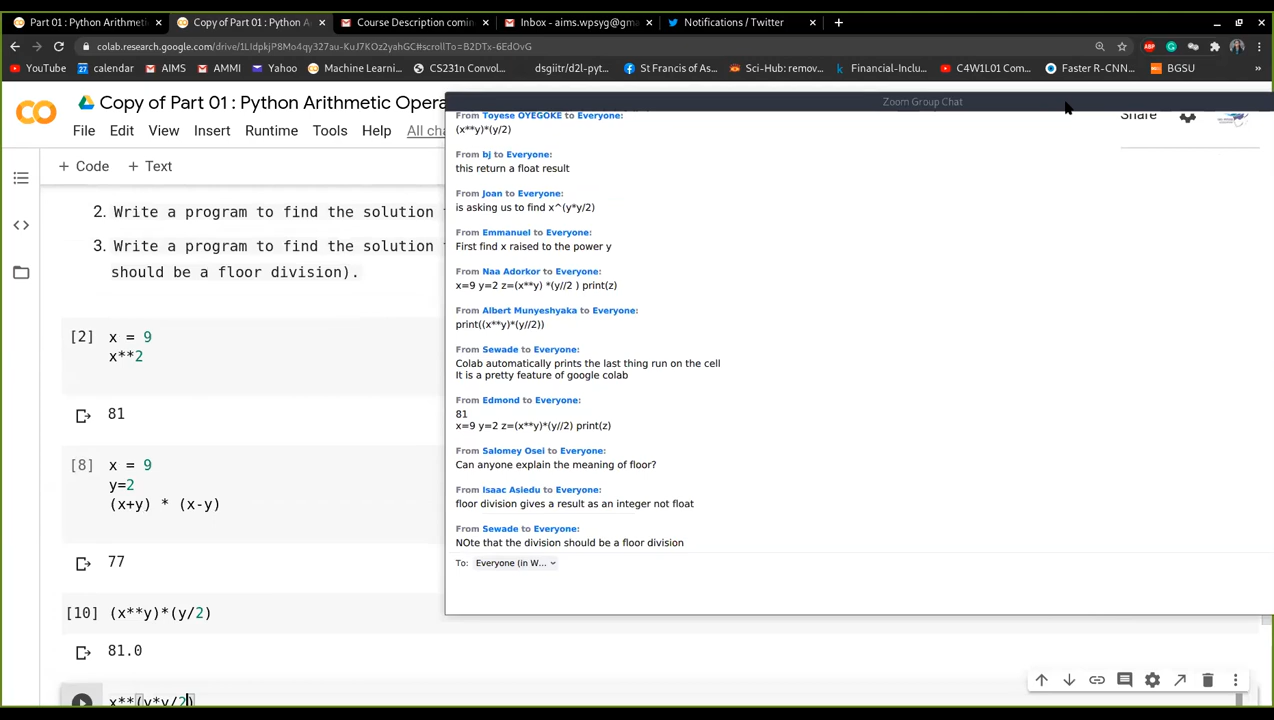 Part 01 : Python Arithmeti
Copy of Part 01 : Python A
Course Description comin
Inbox - aims.wpsyg@gma
Notifications / Twitter
colab.research.google.com/drive/1LIdpkjP8Mo4qy327au-KuJ7KOz2yahGC#scrollTo=B2DTx-6EdOvG
YouTube
calendar
AIMS
AMMI
Yahoo
Machine Learni...
CS231n Convol...
dsgiitr/d2l-pyt...
St Francis of As...
Sci-Hub: remov...
Financial-Inclu...
C4W1L01 Com...
Faster R-CNN...
BGSU
»
Copy of Part 01 : Python Arithmetic Opera
File Edit View Insert Runtime Tools Help All cha
Share
+ Code + Text
2. Write a program to find the solution
3. Write a program to find the solution
should be a floor division).
[2] x = 9
x**2
81
[8] x = 9
y=2
(x+y) * (x-y)
77
[10] (x**y)*(y/2)
81.0
x**(y*y/2)
Zoom Group Chat
From Toyese OYEGOKE to Everyone:
(x**y)*(y/2)
From bj to Everyone:
this return a float result
From Joan to Everyone:
is asking us to find x^(y*y/2)
From Emmanuel to Everyone:
First find x raised to the power y
From Naa Adorkor to Everyone:
x=9 y=2 z=(x**y) *(y//2 ) print(z)
From Albert Munyeshyaka to Everyone:
print((x**y)*(y//2))
From Sewade to Everyone:
Colab automatically prints the last thing run on the cell
It is a pretty feature of google colab
From Edmond to Everyone:
81
x=9 y=2 z=(x**y)*(y//2) print(z)
From Salomey Osei to Everyone:
Can anyone explain the meaning of floor?
From Isaac Asiedu to Everyone:
floor division gives a result as an integer not float
From Sewade to Everyone:
NOte that the division should be a floor division
To: Everyone (in W...